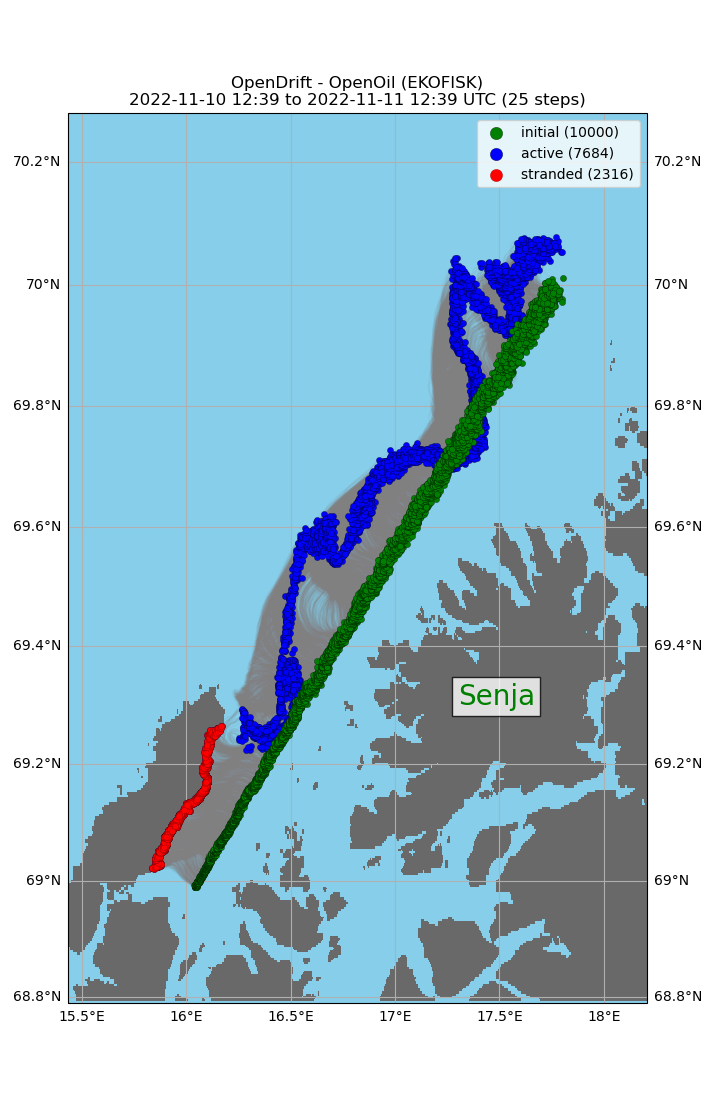 OpenDrift - OpenOil (EKOFISK)
2022-11-10 12:39 to 2022-11-11 12:39 UTC (25 steps)
initial (10000)
active (7684)
stranded (2316)
70.2°N 70.2°N
70°N 70°N
69.8°N 69.8°N
69.6°N 69.6°N
69.4°N 69.4°N
Senja
69.2°N 69.2°N
69°N 69°N
68.8°N 68.8°N
15.5°E 16°E 16.5°E 17°E 17.5°E 18°E